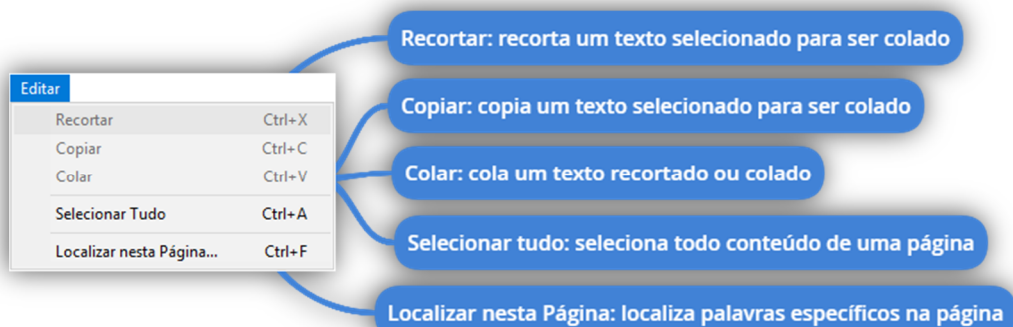 Recortar: recorta um texto selecionado para ser colado
Editar
Recortar Ctrl+X
Copiar: copia um texto selecionado para ser colado
Copiar Ctrl+C
Colar Ctrl+V
Colar: cola um texto recortado ou colado
Selecionar Tudo Ctrl+A
Selecionar tudo: seleciona todo conteúdo de uma página
Localizar nesta Página... Ctrl+F
Localizar nesta Página: localiza palavras específicos na página